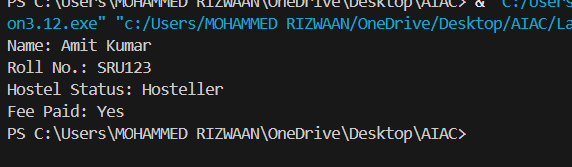 PS C:\Users\MOHAMMED RIZWAAN\OneDrive\Desktop\AIAC> & "C:/Users
on3.12.exe" "c:/Users/MOHAMMED RIZWAAN/OneDrive/Desktop/AIAC/La
Name: Amit Kumar
Roll No.: SRU123
Hostel Status: Hosteller
Fee Paid: Yes
PS C:\Users\MOHAMMED RIZWAAN\OneDrive\Desktop\AIAC>